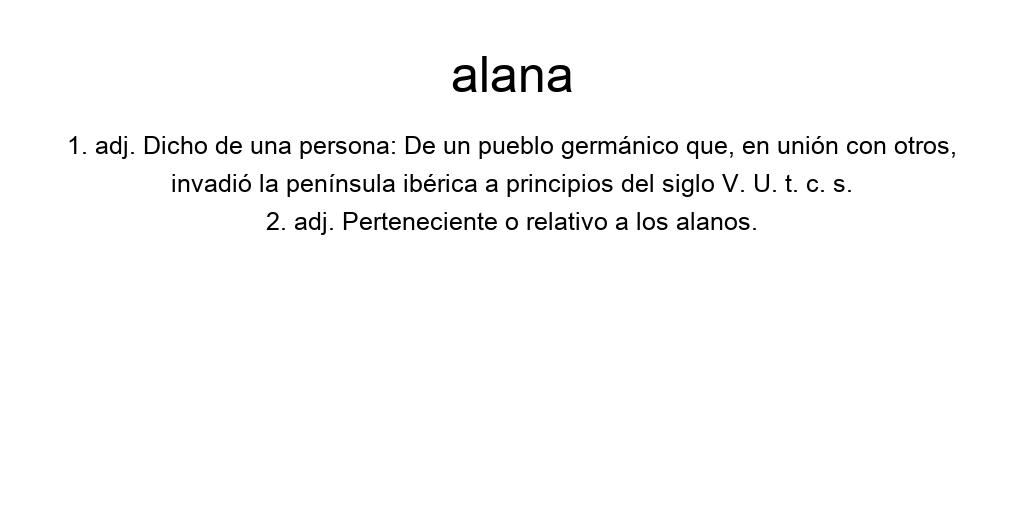 alana
1. adj. Dicho de una persona: De un pueblo germánico que, en unión con otros,
invadió la península ibérica a principios del siglo V. U. t. c. s.
2. adj. Perteneciente o relativo a los alanos.